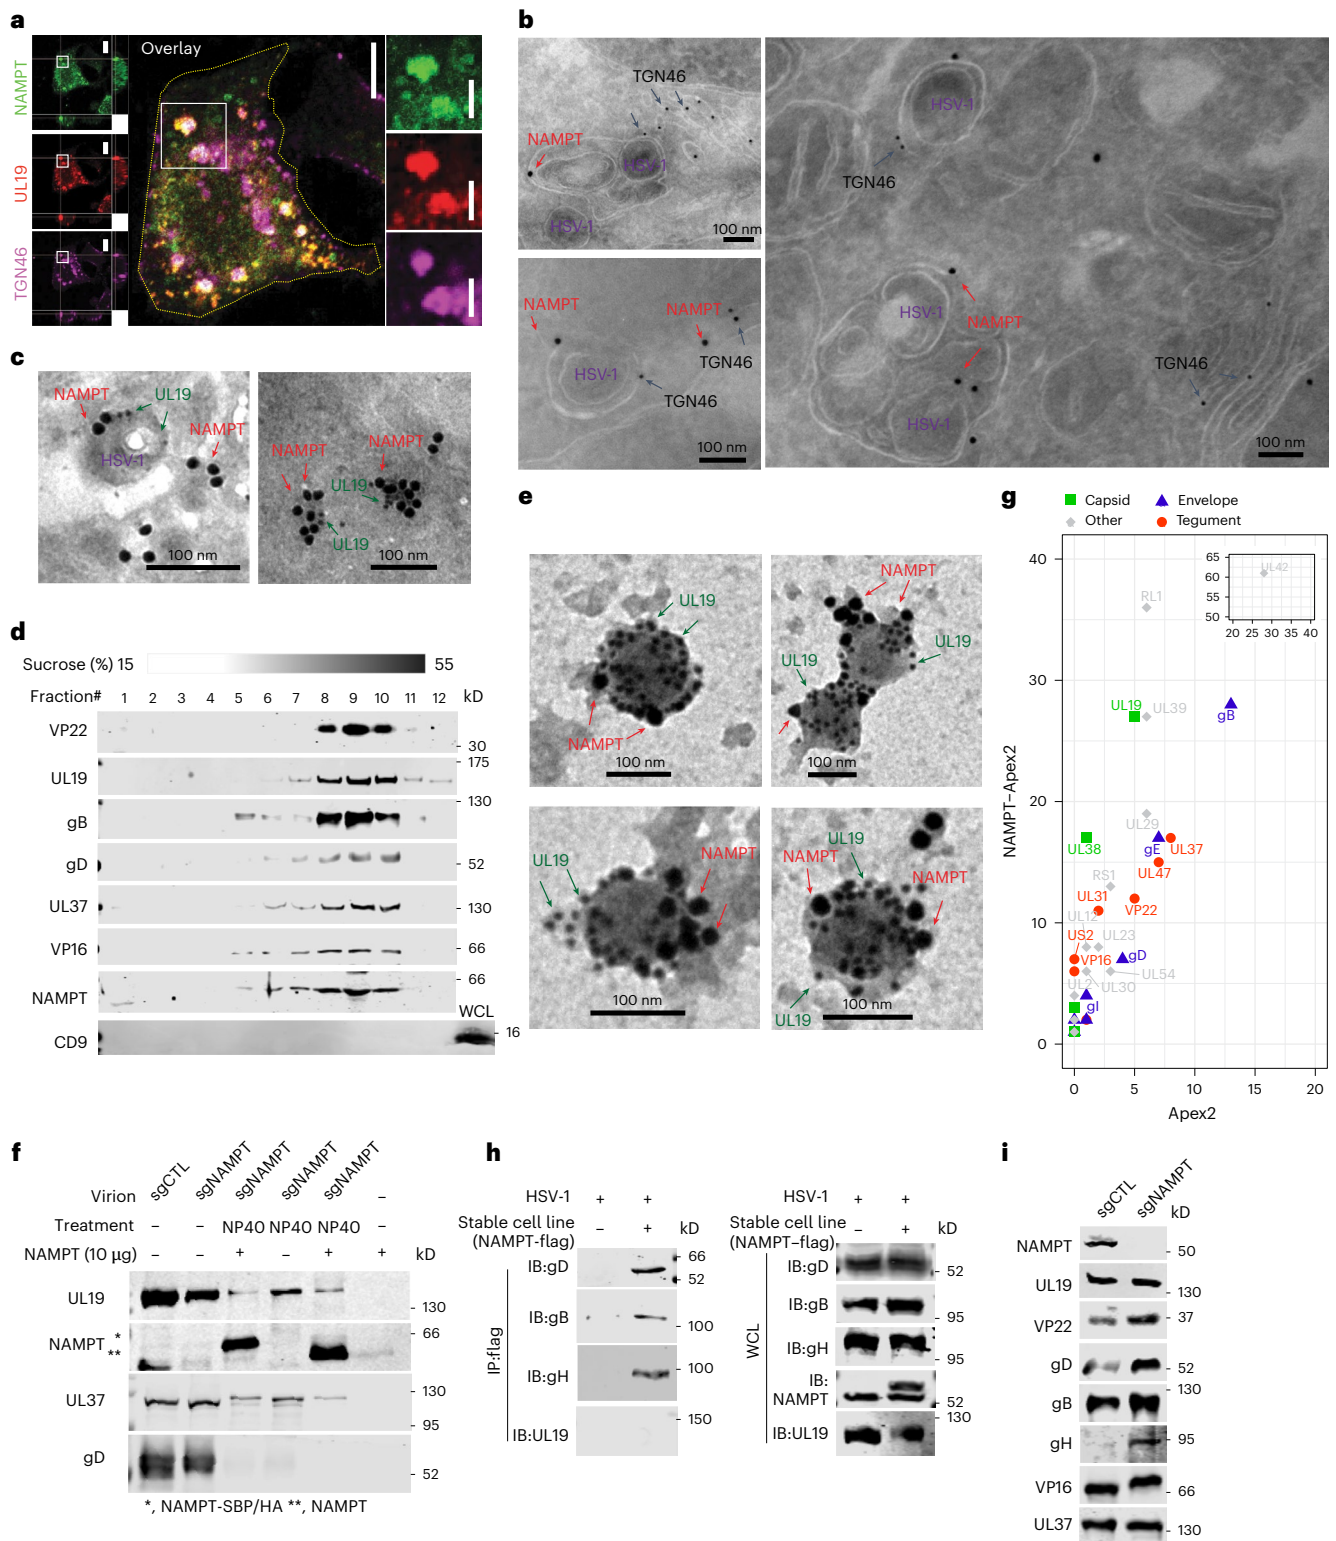 a
NAMPT
UL19
TGN46
Overlay
b
TGN46
NAMPT
HSV-1
HSV-1
100 nm
NAMPT
NAMPT
HSV-1
TGN46
TGN46
100 nm
HSV-1
TGN46
HSV-1
NAMPT
TGN46
HSV-1
100 nm
c
NAMPT
UL19
NAMPT
HSV-1
100 nm
NAMPT
NAMPT
UL19
UL19
100 nm
d
Sucrose (%) 15 55
Fraction# 1 2 3 4 5 6 7 8 9 10 11 12 kD
VP22
30
175
UL19
130
gB
gD
52
UL37
130
VP16
66
66
NAMPT
WCL
CD9
16
e
UL19
NAMPT
100 nm
NAMPT
UL19
UL19
100 nm
UL19
NAMPT
100 nm
NAMPT
UL19
NAMPT
UL19
100 nm
g
Capsid
Envelope
Other
Tegument
NAMPT–Apex2
40
30
20
10
0
65
60
55
50
20 25 30 35 40
UL42
RL1
UL19
UL39
gB
UL29
UL38
gE
UL37
UL47
RS1
UL31
VP22
UL12
UL23
US2
VP16
gD
UL54
UL2
UL30
gI
0 5 10 15 20
Apex2
f
sgCTL sgNAMPT sgNAMPT sgNAMPT sgNAMPT
Virion –
Treatment – – NP40 NP40 NP40 –
NAMPT (10 µg) – – + – + + kD
UL19
130
NAMPT * **
66
UL37
130
95
gD
52
*, NAMPT-SBP/HA **, NAMPT
h
HSV-1 + +
Stable cell line (NAMPT-flag) – + kD
IP:flag
IB:gD
66
52
IB:gB
100
IB:gH
100
IB:UL19
150
HSV-1 + +
Stable cell line (NAMPT–flag) – + kD
WCL
IB:gD
52
IB:gB
95
IB:gH
95
IB:
NAMPT
52
IB:UL19
130
i
sgCTL sgNAMPT kD
NAMPT
50
UL19
130
VP22
37
gD
52
gB
130
gH
95
VP16
66
UL37
130